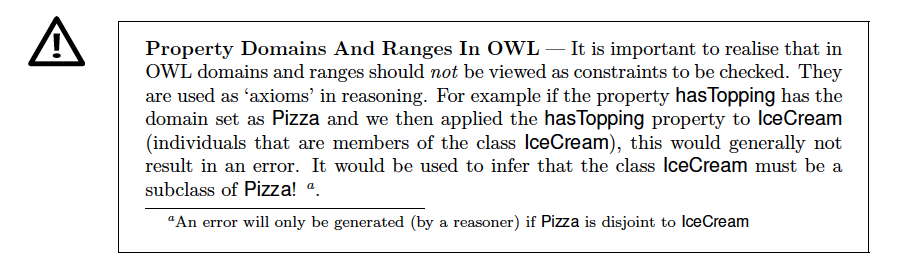 Property Domains And Ranges In OWL — It is important to realise that in
OWL domains and ranges should not be viewed as constraints to be checked. They
are used as ‘axioms’ in reasoning. For example if the property hasTopping has the
domain set as Pizza and we then applied the hasTopping property to IceCream
(individuals that are members of the class IceCream), this would generally not
result in an error. It would be used to infer that the class IceCream must be a
subclass of Pizza! a.
aAn error will only be generated (by a reasoner) if Pizza is disjoint to IceCream